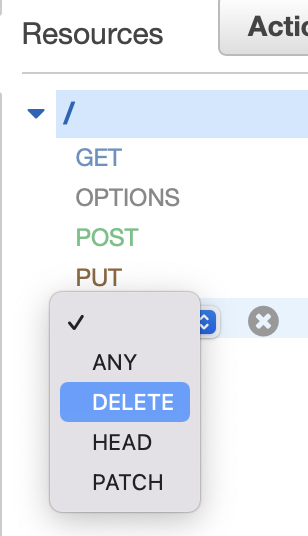 Resources
Actio
/
GET
OPTIONS
POST
PUT
ANY
DELETE
HEAD
PATCH